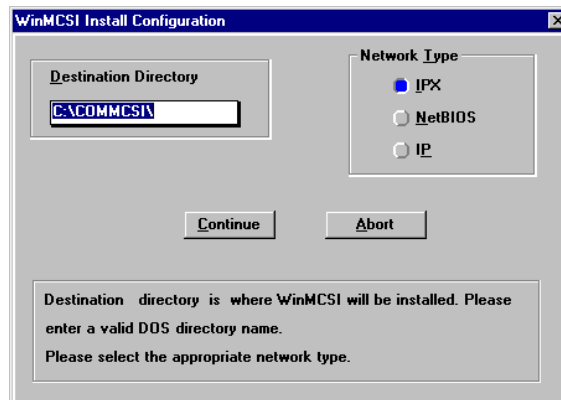 WinMCSI Install Configuration
Destination Directory
C:\COMMCSI\
Network Type
IPX
NetBIOS
IP
Continue
Abort
Destination directory is where WinMCSI will be installed. Please
enter a valid DOS directory name.
Please select the appropriate network type.